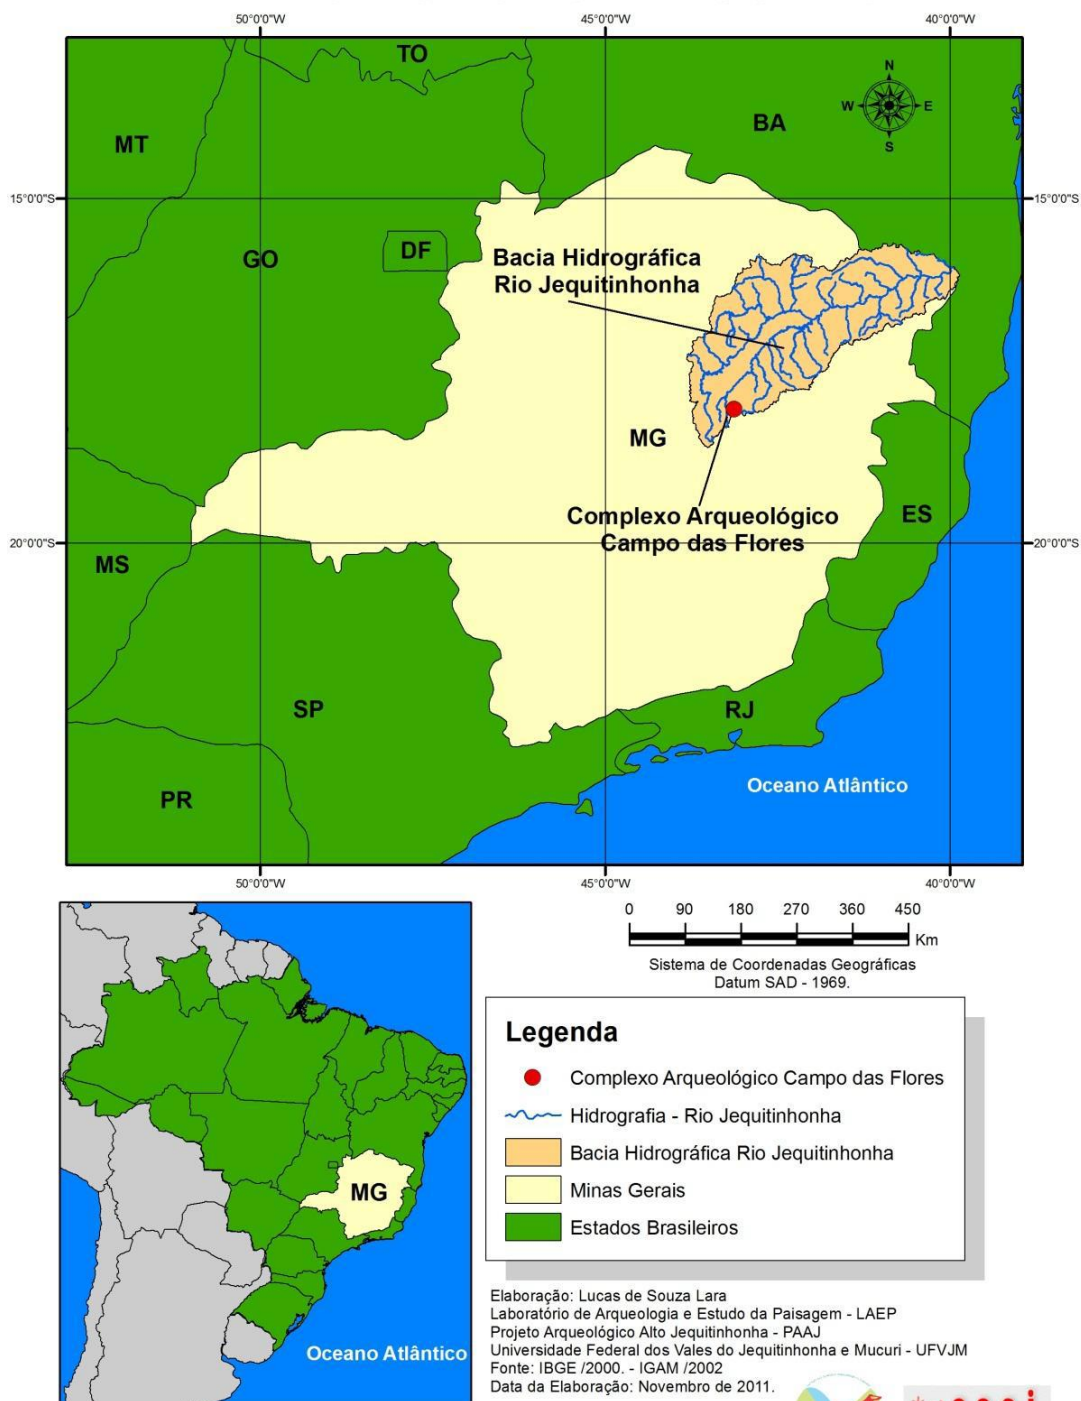 50°0'0"W 45°0'0"W 40°0'0"W
TO
N
W E
S
BA
MT
15°0'0"S 15°0'0"S
GO
DF
Bacia Hidrográfica
Rio Jequitinhonha
MG
Complexo Arqueológico
Campo das Flores
ES
20°0'0"S 20°0'0"S
MS
SP
RJ
Oceano Atlântico
PR
50°0'0"W 45°0'0"W 40°0'0"W
0 90 180 270 360 450
Km
Sistema de Coordenadas Geográficas
Datum SAD - 1969.
MG
Oceano Atlântico
Legenda
Complexo Arqueológico Campo das Flores
Hidrografia - Rio Jequitinhonha
Bacia Hidrográfica Rio Jequitinhonha
Minas Gerais
Estados Brasileiros
Elaboração: Lucas de Souza Lara
Laboratório de Arqueologia e Estudo da Paisagem - LAEP
Projeto Arqueológico Alto Jequitinhonha - PAAJ
Universidade Federal dos Vales do Jequitinhonha e Mucuri - UFVJM
Fonte: IBGE /2000. - IGAM /2002
Data da Elaboração: Novembro de 2011.